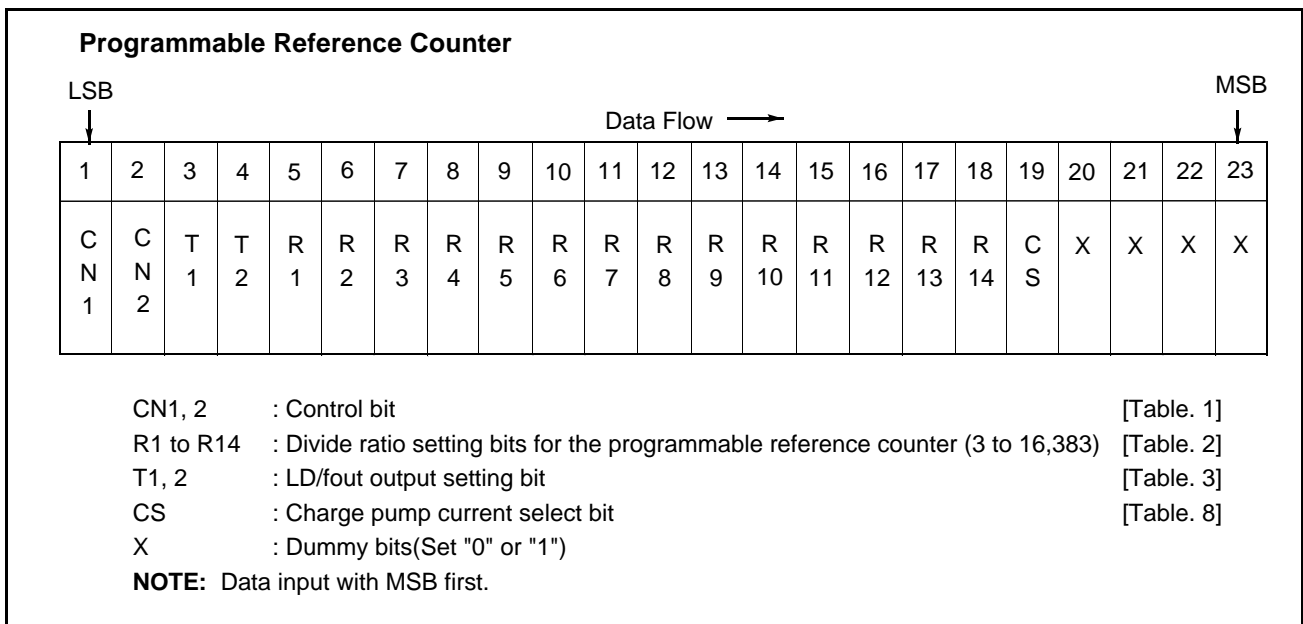 Programmable Reference Counter
LSB
MSB
Data Flow
1 2 3 4 5 6 7 8 9 10 11 12 13 14 15 16 17 18 19 20 21 22 23
CN1 CN2 T1 T2 R1 R2 R3 R4 R5 R6 R7 R8 R9 R10 R11 R12 R13 R14 CS X X X X
CN1, 2 : Control bit [Table. 1]
R1 to R14 : Divide ratio setting bits for the programmable reference counter (3 to 16,383) [Table. 2]
T1, 2 : LD/fout output setting bit [Table. 3]
CS : Charge pump current select bit [Table. 8]
X : Dummy bits(Set "0" or "1")
NOTE: Data input with MSB first.